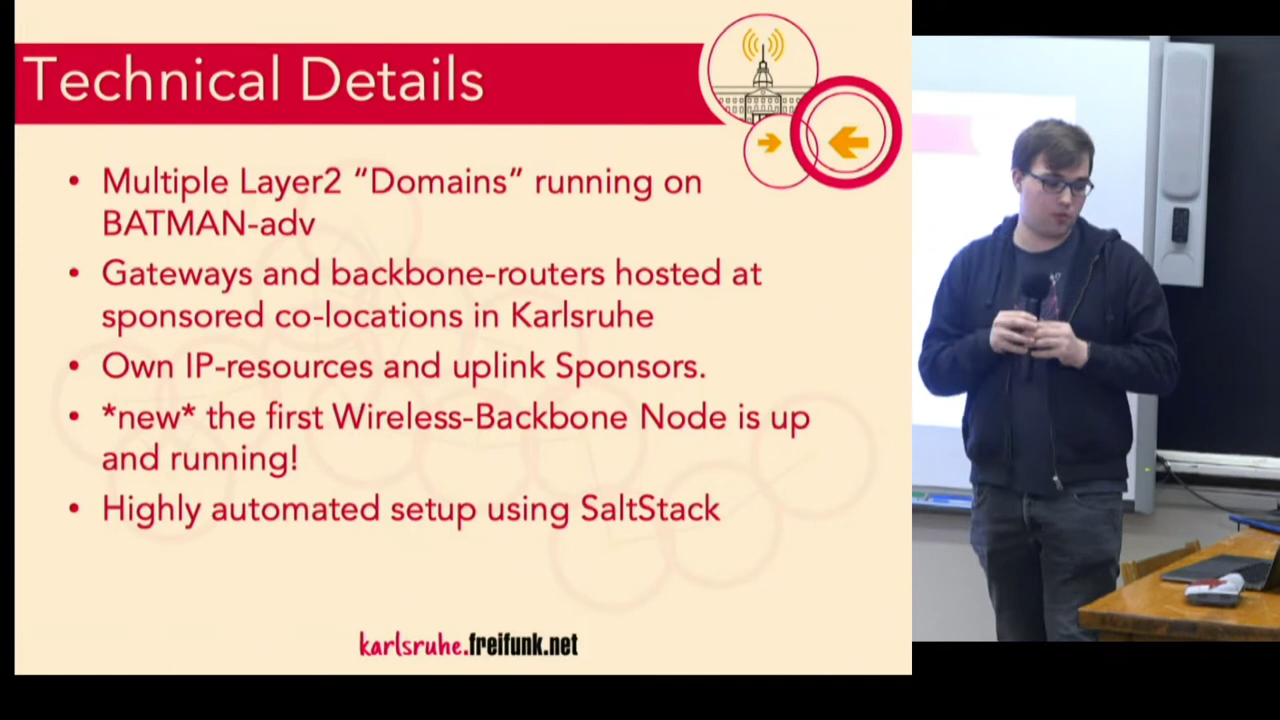 Technical Details
• Multiple Layer2 “Domains” running on
BATMAN-adv
• Gateways and backbone-routers hosted at
sponsored co-locations in Karlsruhe
• Own IP-resources and uplink Sponsors.
• *new* the first Wireless-Backbone Node is up
and running!
• Highly automated setup using SaltStack
karlsruhe.freifunk.net